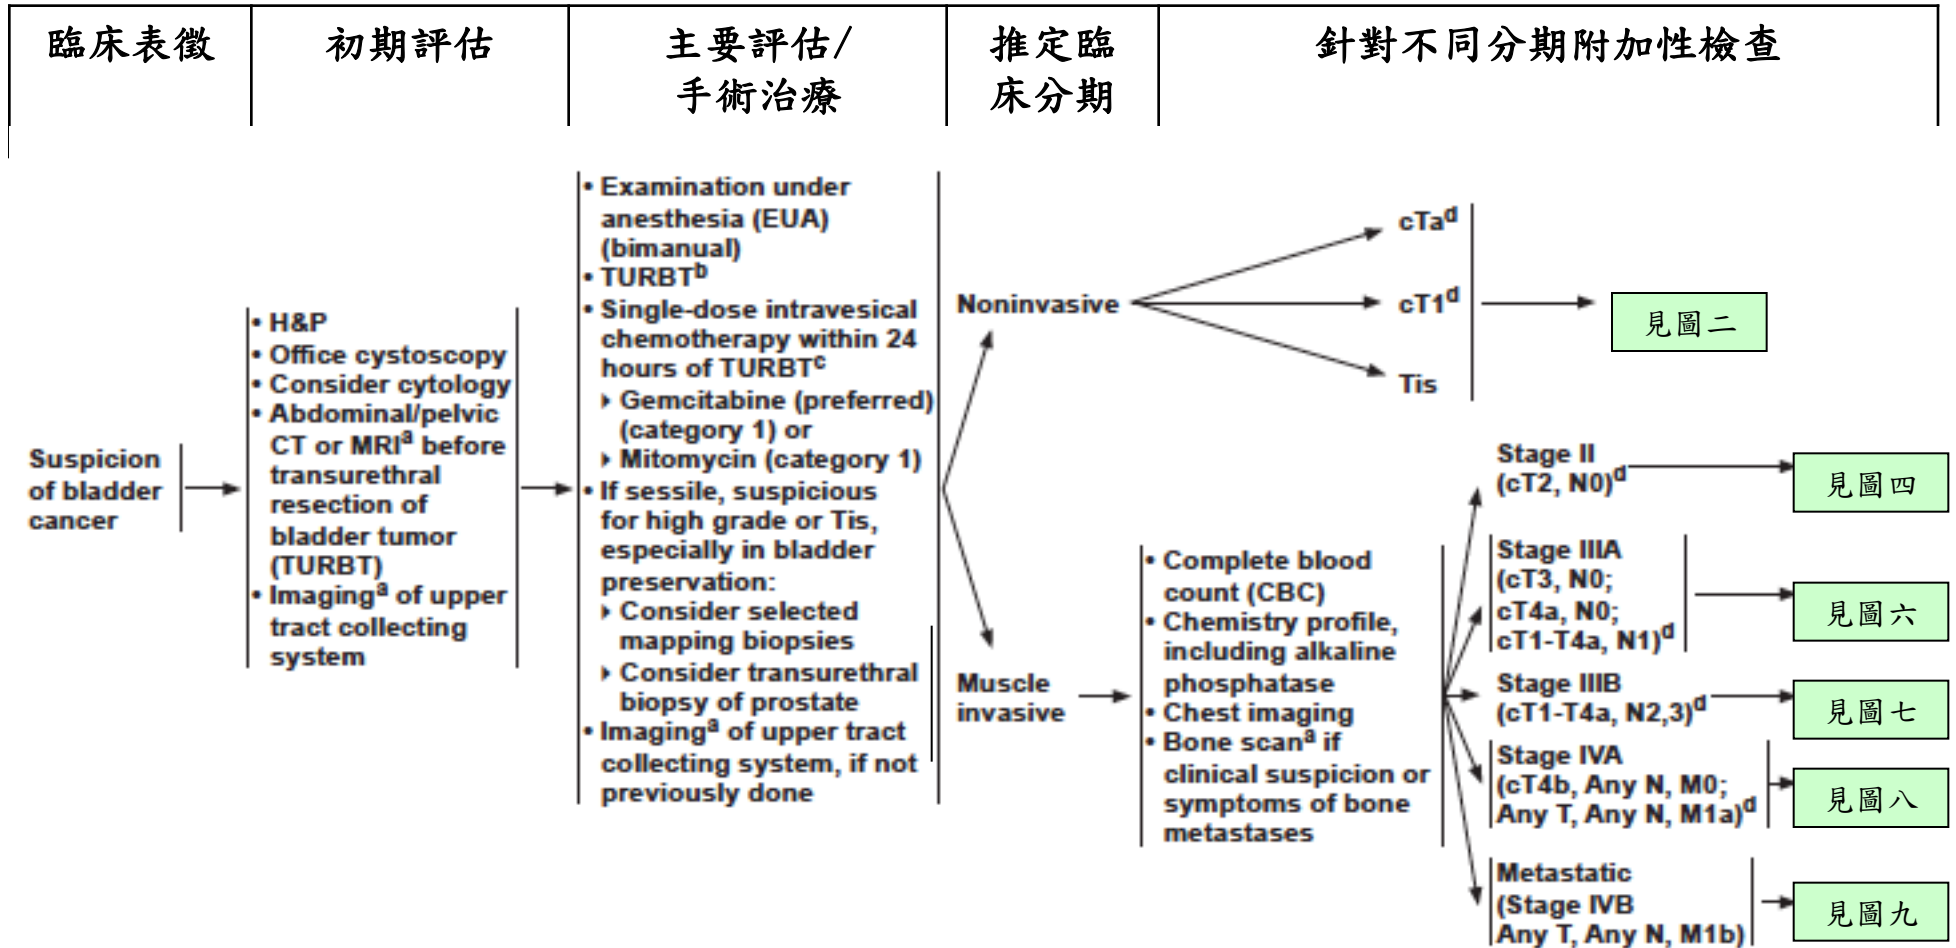 臨床表徵
初期評估
主要評估/
手術治療
推定臨
床分期
針對不同分期附加性檢查
Suspicion
of bladder
cancer
• H&P
• Office cystoscopy
• Consider cytology
• Abdominal/pelvic
CT or MRIa before
transurethral
resection of
bladder tumor
(TURBT)
• Imaginga of upper
tract collecting
system
• Examination under
anesthesia (EUA)
(bimanual)
• TURBTb
• Single-dose intravesical
chemotherapy within 24
hours of TURBTc
‣ Gemcitabine (preferred)
(category 1) or
‣ Mitomycin (category 1)
• If sessile, suspicious
for high grade or Tis,
especially in bladder
preservation:
‣ Consider selected
mapping biopsies
‣ Consider transurethral
biopsy of prostate
• Imaginga of upper tract
collecting system, if not
previously done
Noninvasive
cTad
cT1d
Tis
見圖二
Muscle
invasive
• Complete blood
count (CBC)
• Chemistry profile,
including alkaline
phosphatase
• Chest imaging
• Bone scana if
clinical suspicion or
symptoms of bone
metastases
Stage II
(cT2, N0)d
見圖四
Stage IIIA
(cT3, N0;
cT4a, N0;
cT1-T4a, N1)d
見圖六
Stage IIIB
(cT1-T4a, N2,3)d
見圖七
Stage IVA
(cT4b, Any N, M0;
Any T, Any N, M1a)d
見圖八
Metastatic
(Stage IVB
Any T, Any N, M1b)
見圖九